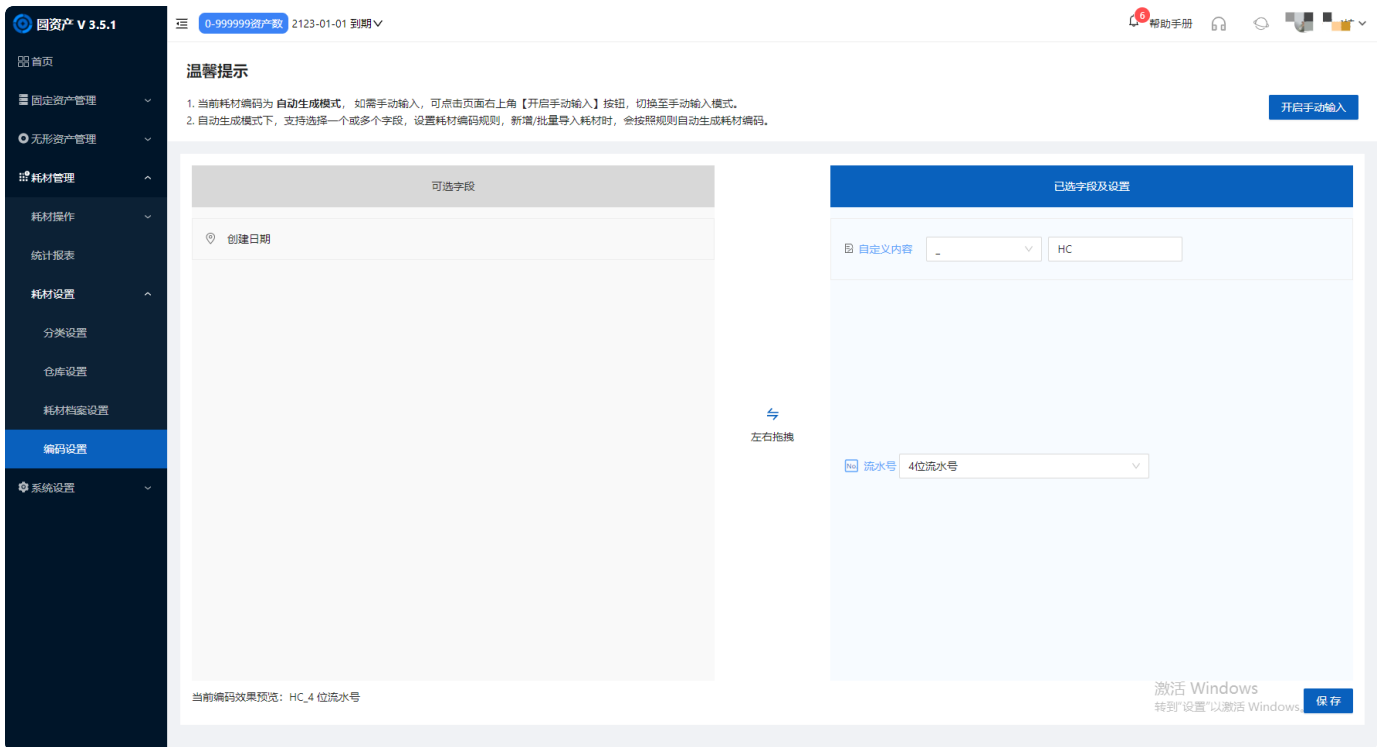 圆资产 V 3.5.1
0-999999资产数 2123-01-01 到期
6
帮助手册
首页
固定资产管理
无形资产管理
耗材管理
耗材操作
统计报表
耗材设置
分类设置
仓库设置
耗材档案设置
编码设置
系统设置
温馨提示
1. 当前耗材编码为 自动生成模式， 如需手动输入，可点击页面右上角【开启手动输入】按钮，切换至手动输入模式。
2. 自动生成模式下，支持选择一个或多个字段，设置耗材编码规则，新增/批量导入耗材时，会按照规则自动生成耗材编码。
开启手动输入
可选字段
创建日期
左右拖拽
已选字段及设置
自定义内容 _ HC
No 流水号 4位流水号
当前编码效果预览：HC_4 位流水号
激活 Windows
转到"设置"以激活 Windows。
保 存